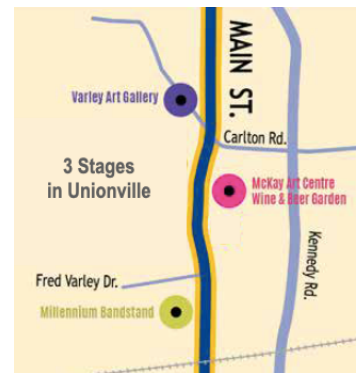 MAIN ST.
Varley Art Gallery
Carlton Rd.
3 Stages
in Unionville
McKay Art Centre
Wine & Beer Garden
Kennedy Rd.
Fred Varley Dr.
Millennium Bandstand